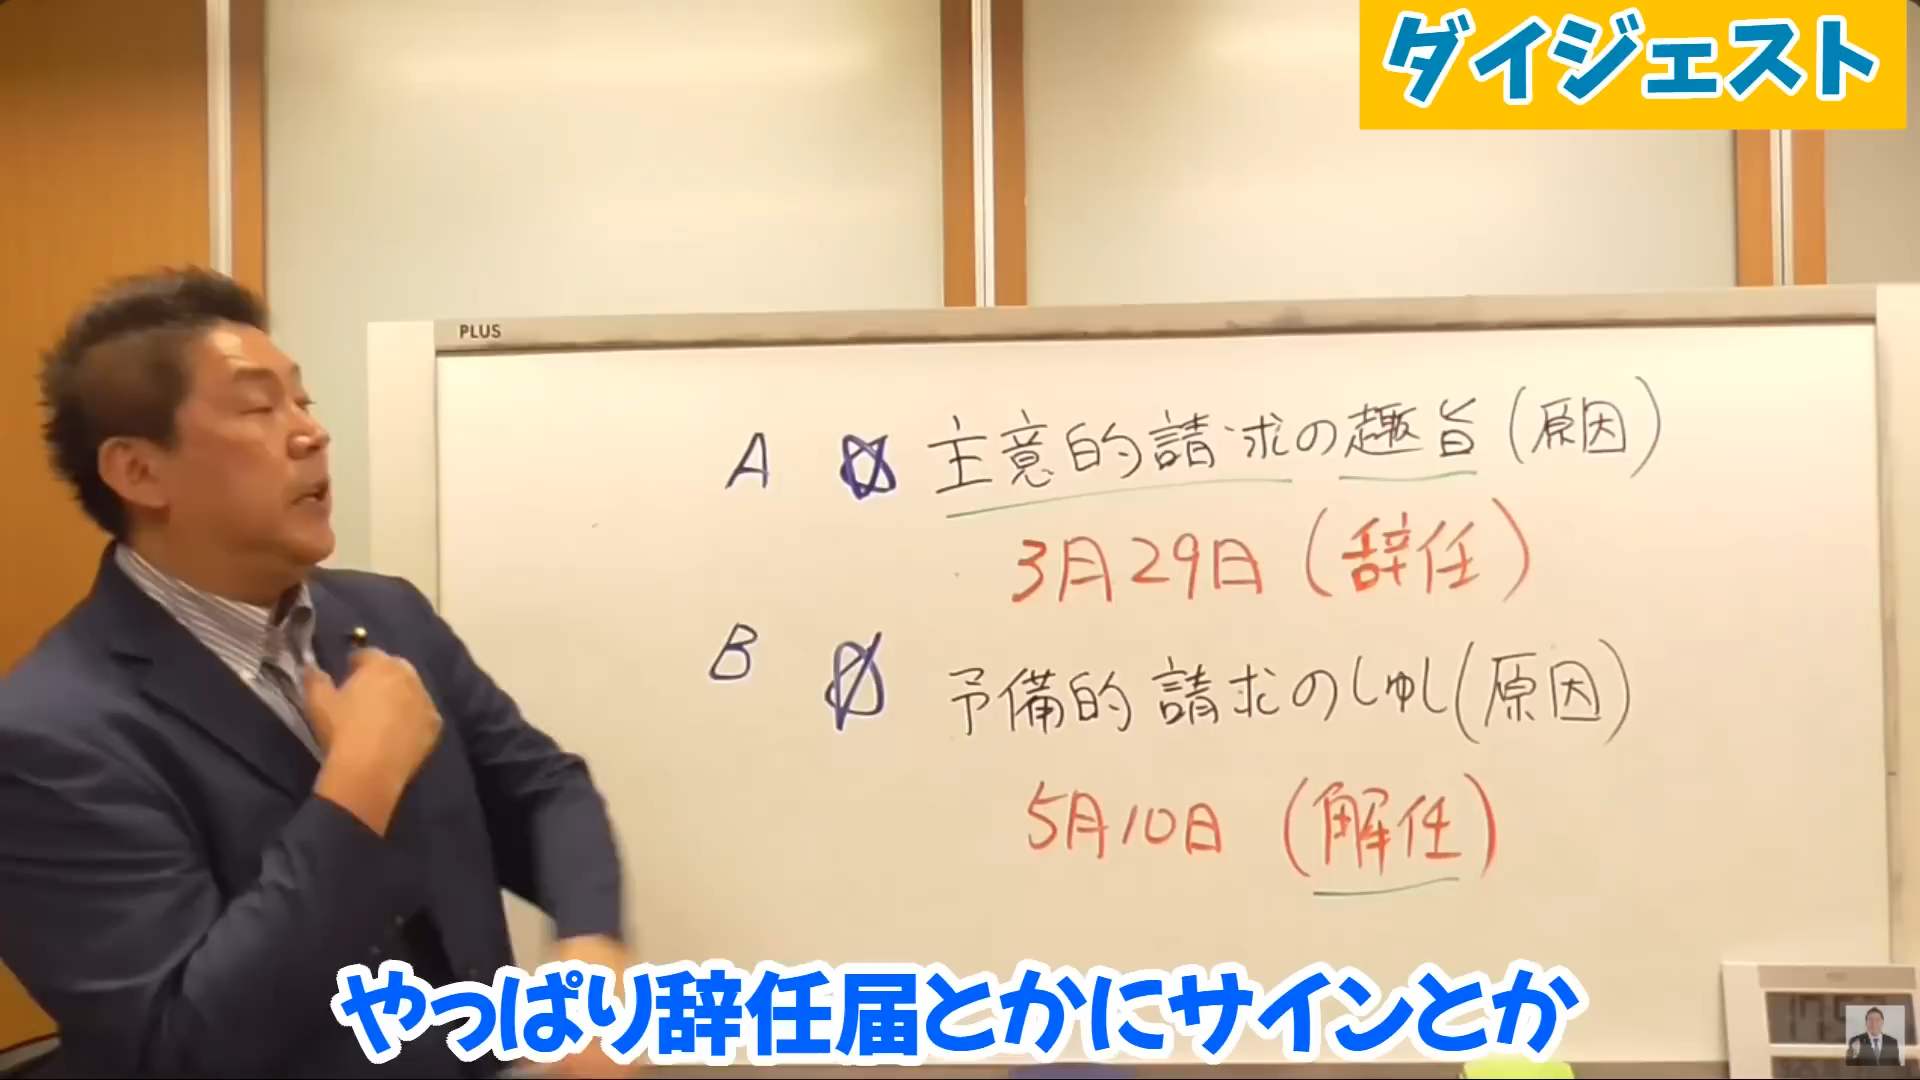 ダイジェスト
PLUS
A 主意的請求の趣旨(原因)
3月29日(辞任)
B 予備的請求のしゅし(原因)
5月10日(解任)
やっぱり辞任届とかにサインとか